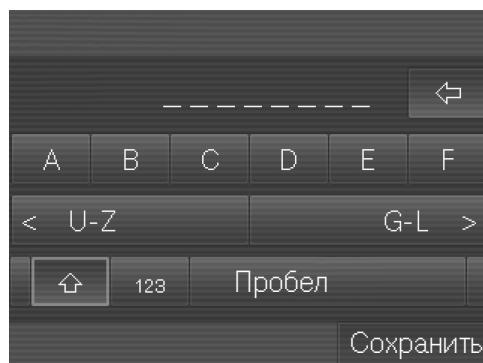 _ _ _ _ _ _ _ _ _
A B C D E F
< U-Z G-L >
123 Пробел
Сохранить